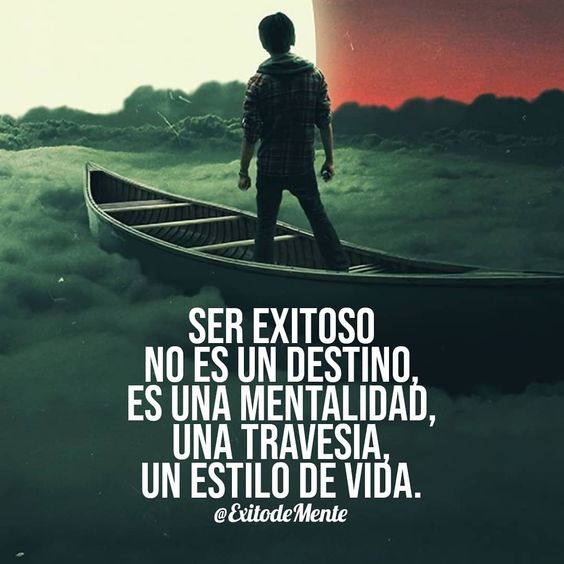 SER EXITOSO
NO ES UN DESTINO,
ES UNA MENTALIDAD,
UNA TRAVESIA,
UN ESTILO DE VIDA.
@ExitodeMente